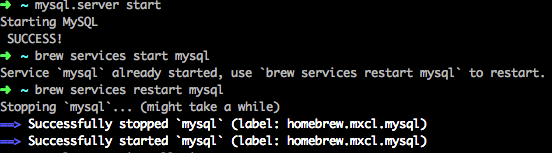 ➜ ~ mysql.server start
Starting MySQL
 SUCCESS!
➜ ~ brew services start mysql
Service `mysql` already started, use `brew services restart mysql` to restart.
➜ ~ brew services restart mysql
Stopping `mysql`... (might take a while)
==> Successfully stopped `mysql` (label: homebrew.mxcl.mysql)
==> Successfully started `mysql` (label: homebrew.mxcl.mysql)